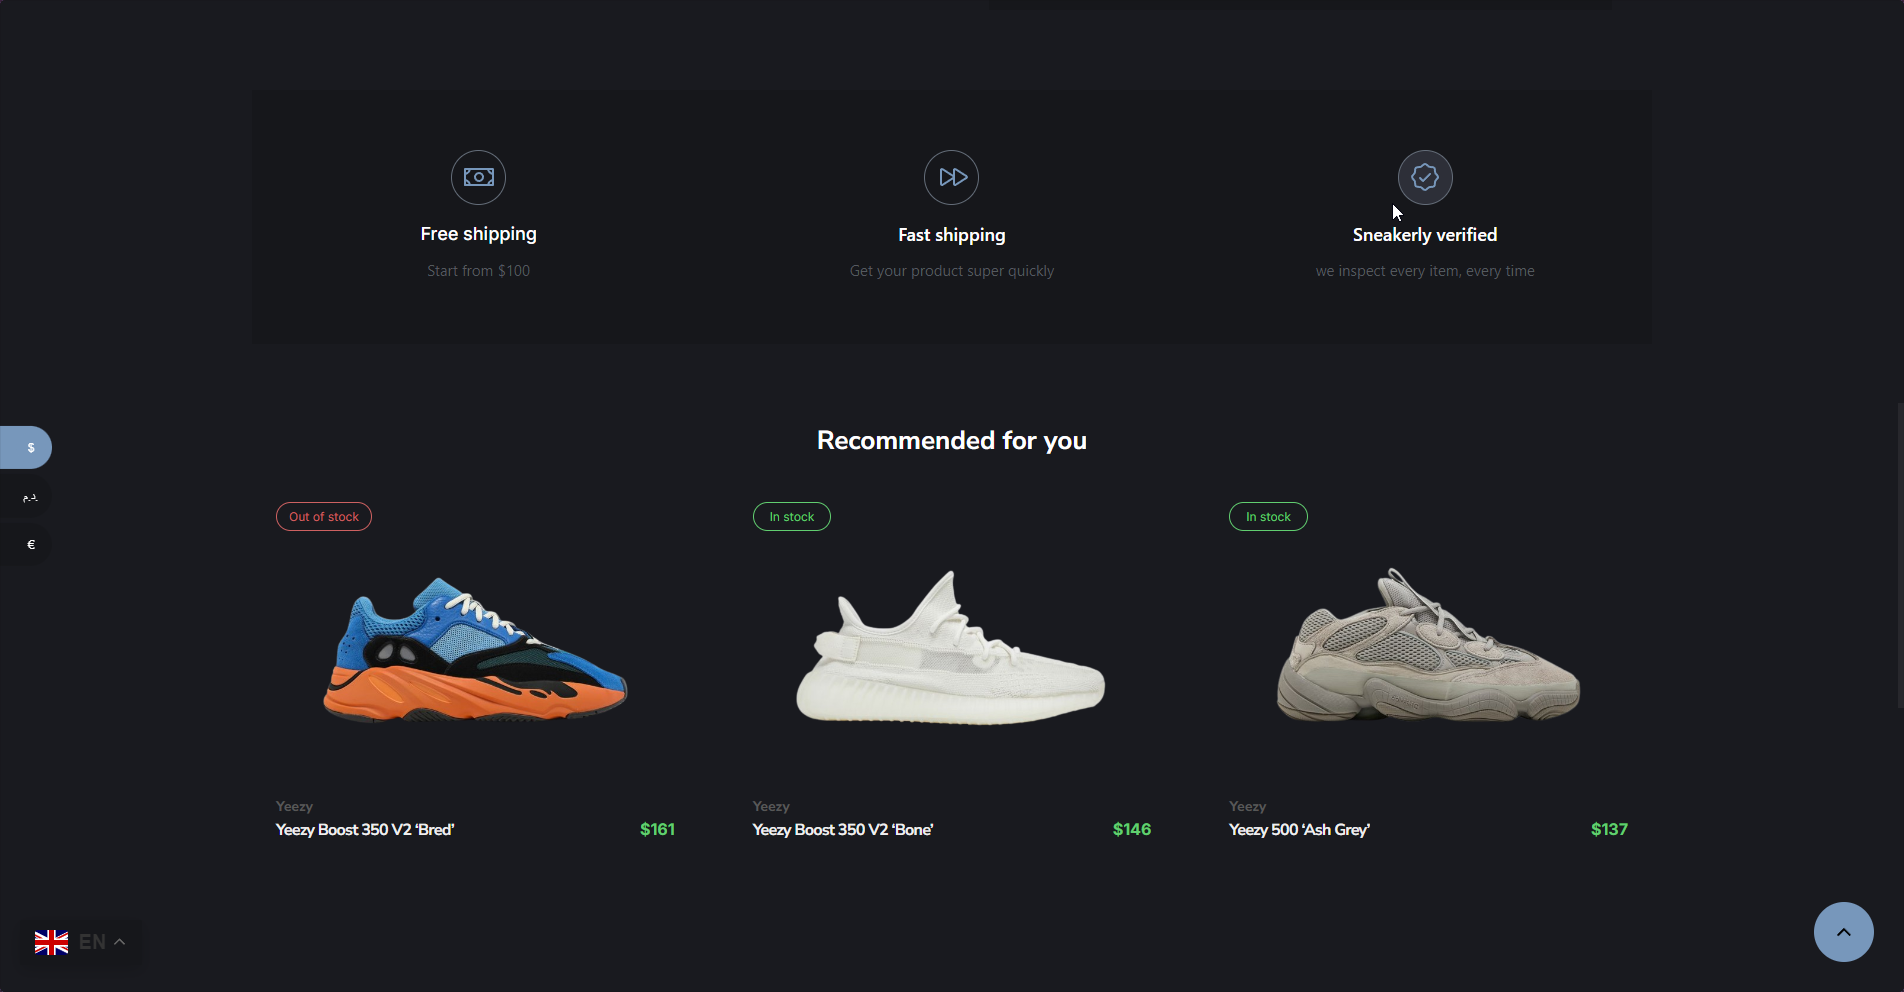 Free shipping
Start from $100
Fast shipping
Get your product super quickly
Sneakerly verified
we inspect every item, every time
$
د.م.
€
Recommended for you
Out of stock
In stock
In stock
Yeezy
Yeezy Boost 350 V2 ‘Bred’
$161
Yeezy
Yeezy Boost 350 V2 ‘Bone’
$146
Yeezy
Yeezy 500 ‘Ash Grey’
$137
EN